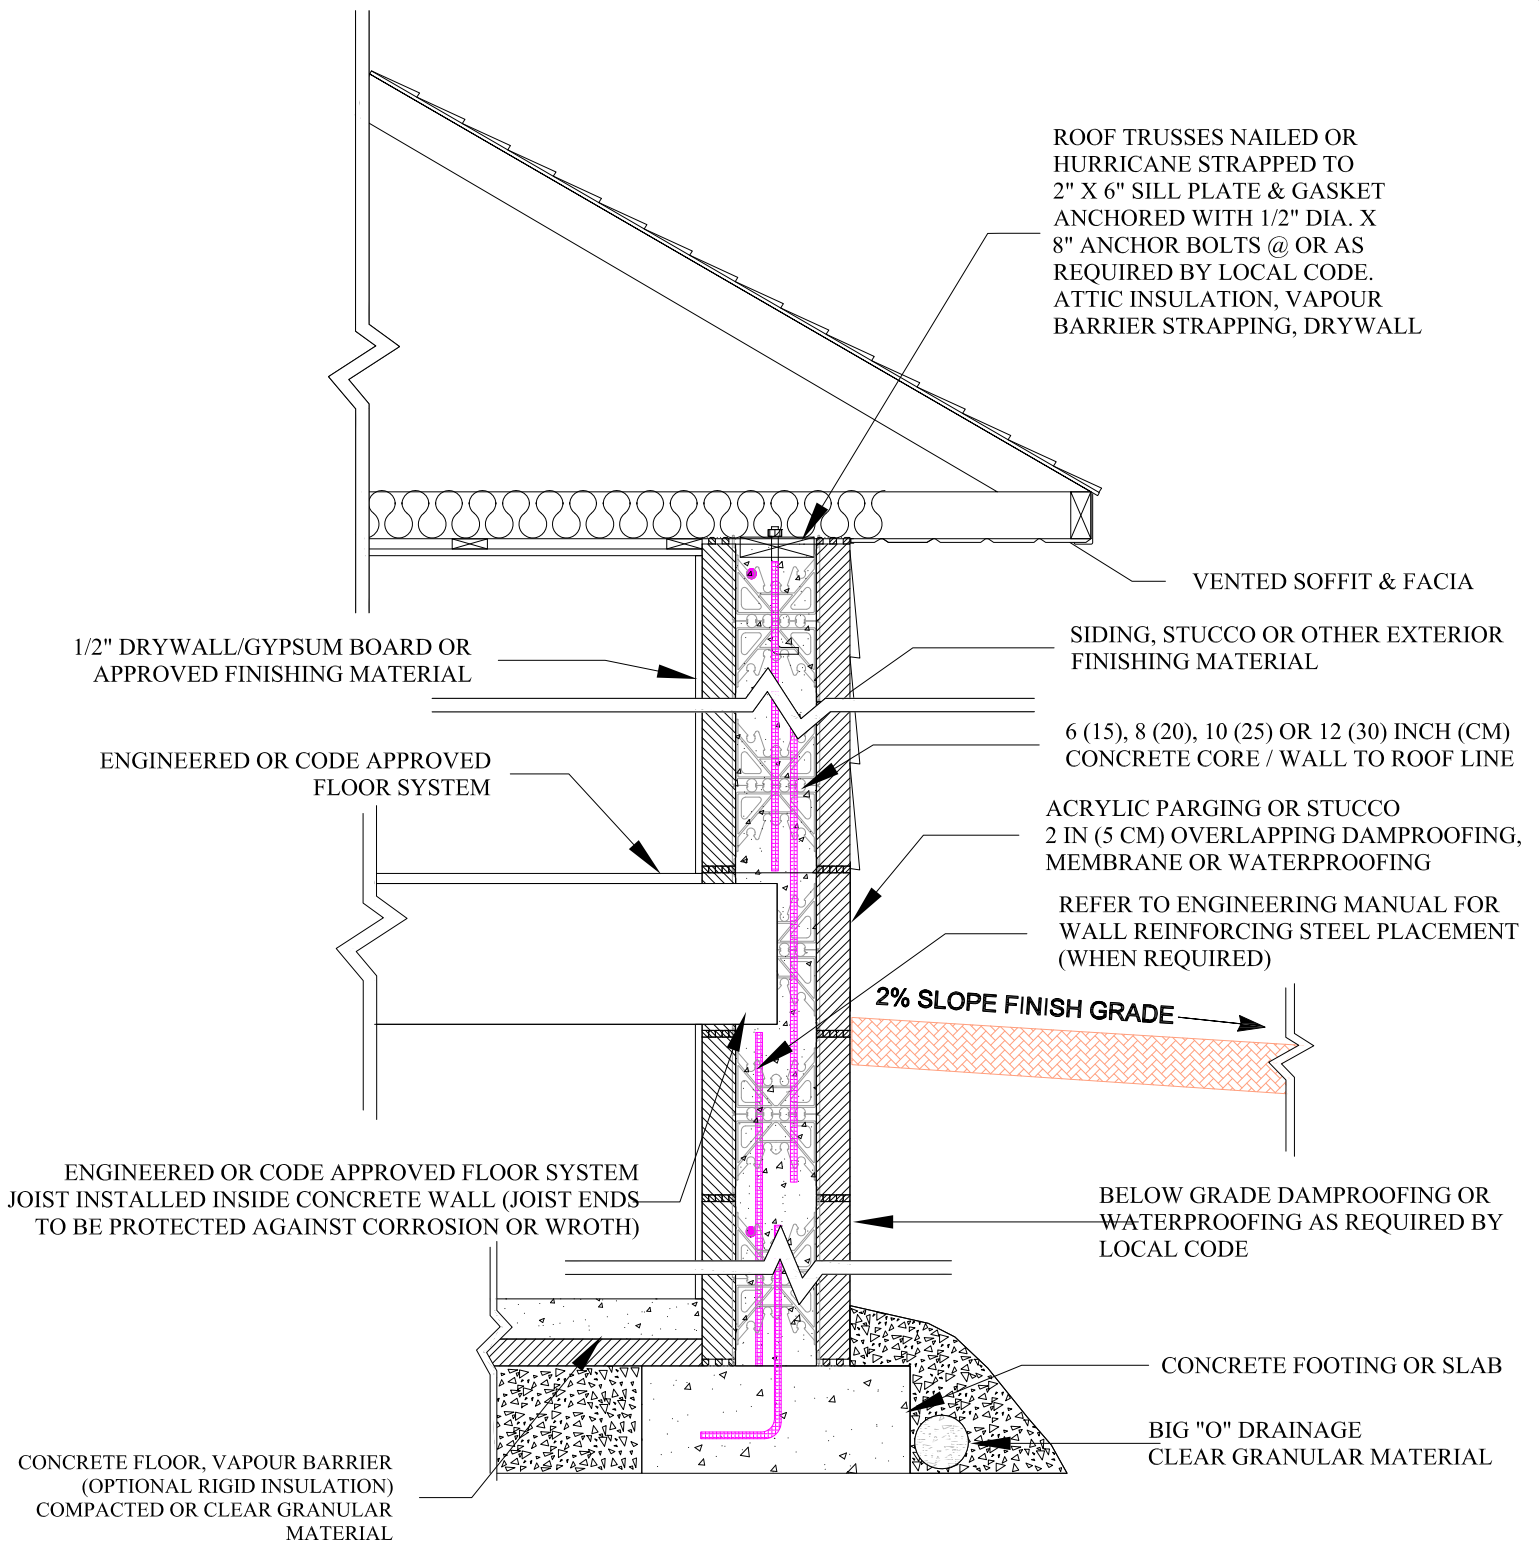 ROOF TRUSSES NAILED OR
HURRICANE STRAPPED TO
2" X 6" SILL PLATE & GASKET
ANCHORED WITH 1/2" DIA. X
8" ANCHOR BOLTS @ OR AS
REQUIRED BY LOCAL CODE.
ATTIC INSULATION, VAPOUR
BARRIER STRAPPING, DRYWALL
VENTED SOFFIT & FACIA
1/2" DRYWALL/GYPSUM BOARD OR
APPROVED FINISHING MATERIAL
SIDING, STUCCO OR OTHER EXTERIOR
FINISHING MATERIAL
6 (15), 8 (20), 10 (25) OR 12 (30) INCH (CM)
CONCRETE CORE / WALL TO ROOF LINE
ENGINEERED OR CODE APPROVED
FLOOR SYSTEM
ACRYLIC PARGING OR STUCCO
2 IN (5 CM) OVERLAPPING DAMPROOFING,
MEMBRANE OR WATERPROOFING
REFER TO ENGINEERING MANUAL FOR
WALL REINFORCING STEEL PLACEMENT
(WHEN REQUIRED)
2% SLOPE FINISH GRADE
ENGINEERED OR CODE APPROVED FLOOR SYSTEM
JOIST INSTALLED INSIDE CONCRETE WALL (JOIST ENDS
TO BE PROTECTED AGAINST CORROSION OR WROTH)
BELOW GRADE DAMPROOFING OR
WATERPROOFING AS REQUIRED BY
LOCAL CODE
CONCRETE FOOTING OR SLAB
BIG "O" DRAINAGE
CLEAR GRANULAR MATERIAL
CONCRETE FLOOR, VAPOUR BARRIER
(OPTIONAL RIGID INSULATION)
COMPACTED OR CLEAR GRANULAR
MATERIAL